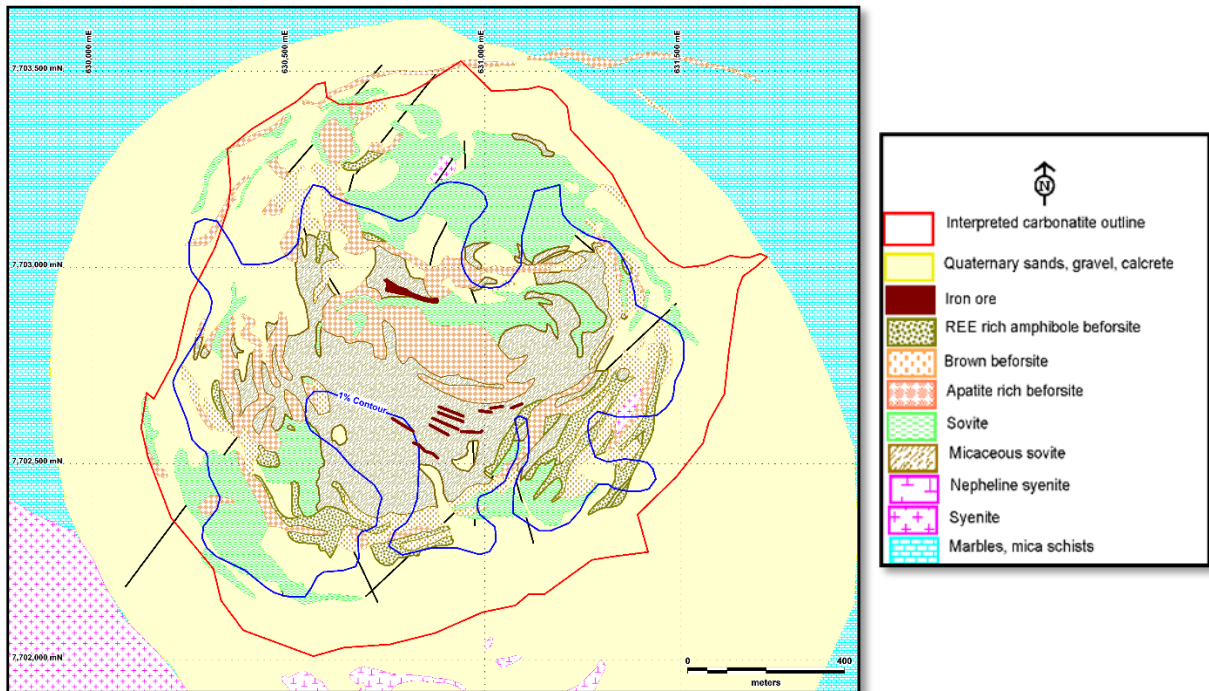 630,000 mE
630,500 mE
631,000 mE
631,500 mE
7,703,500 mN
7,703,000 mN
1% Contour
7,702,500 mN
7,702,000 mN
0 400
meters
N
Interpreted carbonatite outline
Quaternary sands, gravel, calcrete
Iron ore
REE rich amphibole beforsite
Brown beforsite
Apatite rich beforsite
Sovite
Micaceous sovite
Nepheline syenite
Syenite
Marbles, mica schists